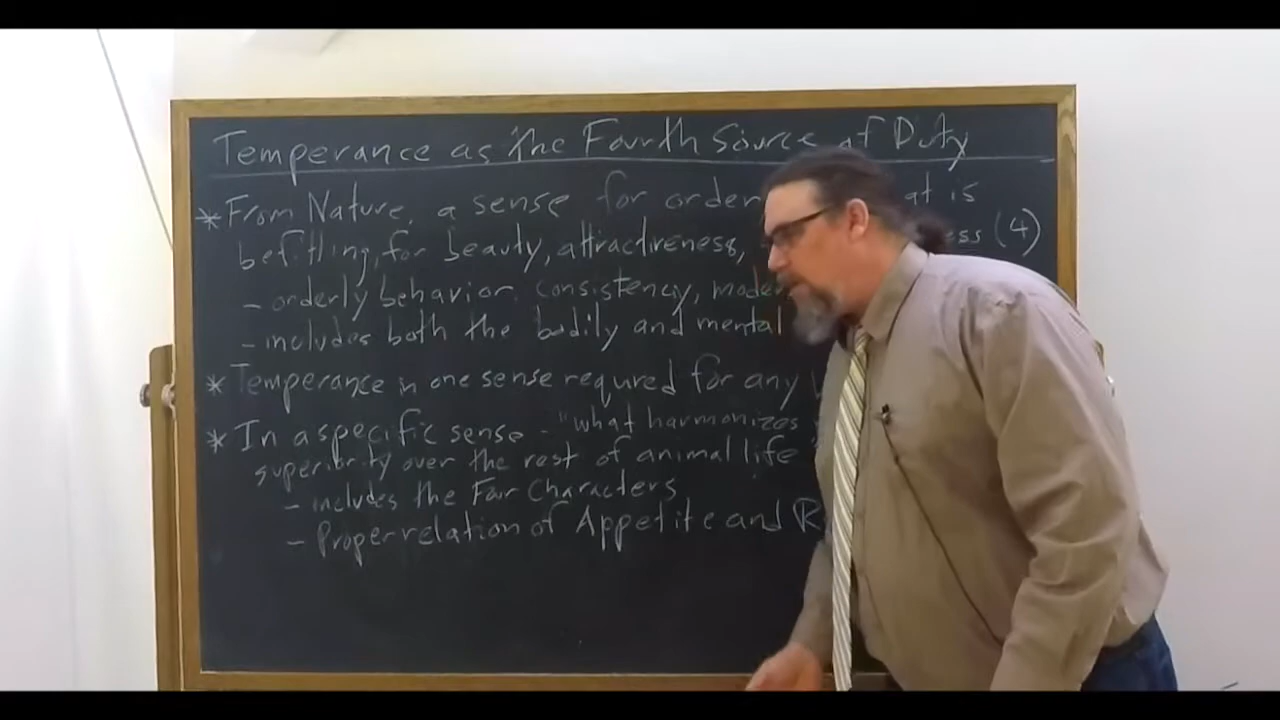 Temperance as the Fourth Source of Duty
* From Nature, a sense for order at is
befitting, for beauty, attractiveness, ess (4)
- orderly behavior, consistency, moder
- includes both the bodily and mental
* Temperance in one sense requred for any
* In a specific sense - "what harmonizes
superiority over the rest of animal life
- includes the Four Characters
- Proper relation of Appetite and R